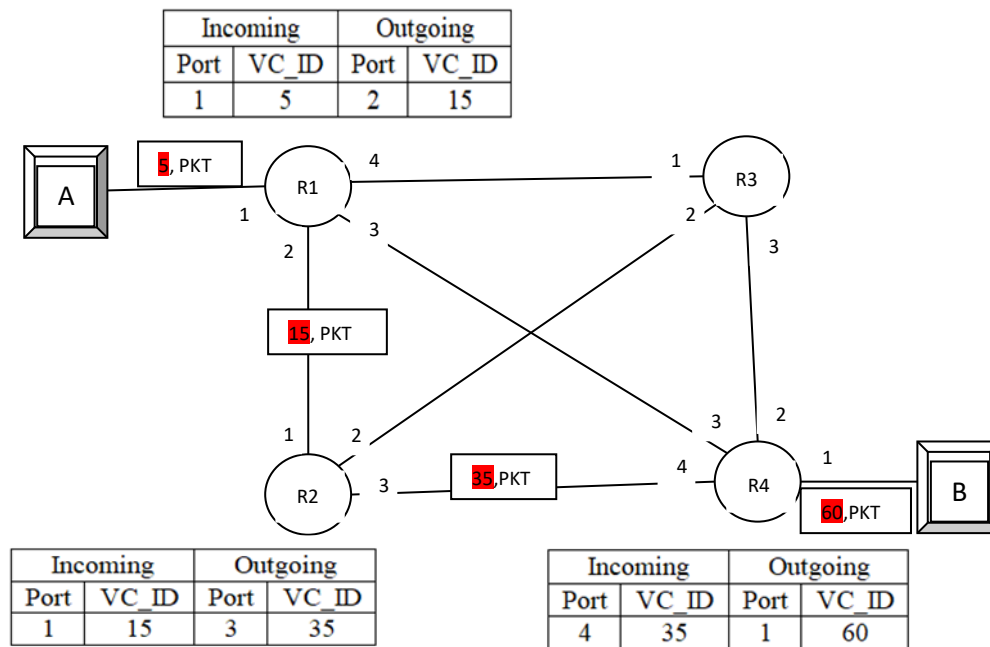 Incoming Outgoing
Port VC_ID Port VC_ID
1 5 2 15
A
5, PKT
R1
4
1
R3
1
2
3
2
3
15, PKT
1
2
3
2
R2
3
35,PKT
4
R4
1
B
60,PKT
Incoming Outgoing
Port VC_ID Port VC_ID
1 15 3 35
Incoming Outgoing
Port VC_ID Port VC_ID
4 35 1 60